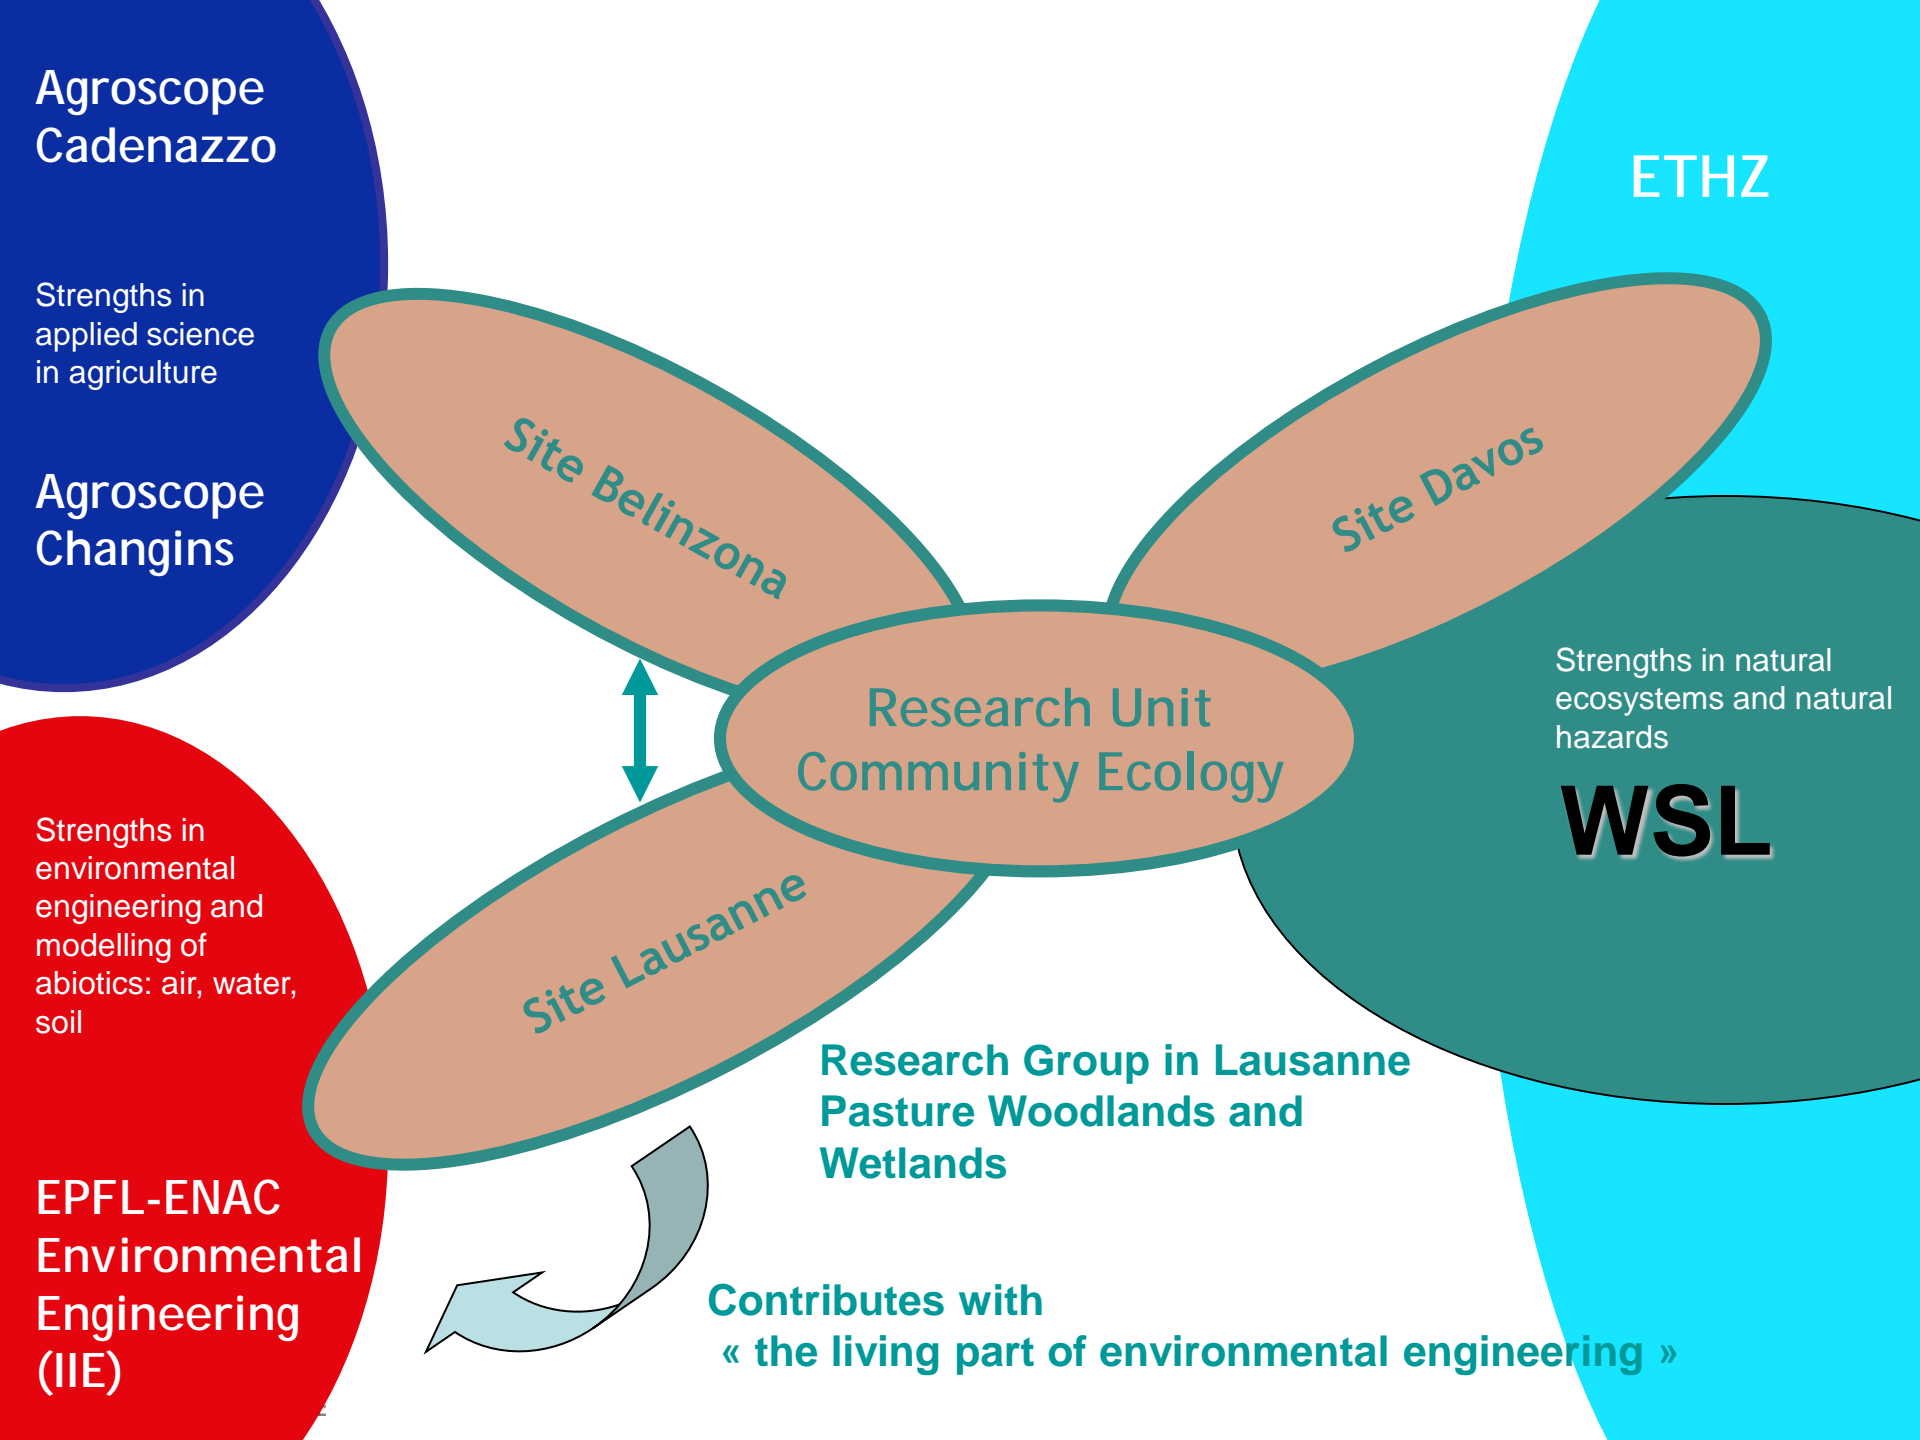 Agroscope
Cadenazzo
Strengths in
applied science
in agriculture
Agroscope
Changins
ETHZ
Site Belinzona
Site Davos
Research Unit
Community Ecology
Strengths in natural
ecosystems and natural
hazards
WSL
Strengths in
environmental
engineering and
modelling of
abiotics: air, water,
soil
Site Lausanne
Research Group in Lausanne
Pasture Woodlands and
Wetlands
EPFL-ENAC
Environmental
Engineering
(IIE)
Contributes with
« the living part of environmental engineering »